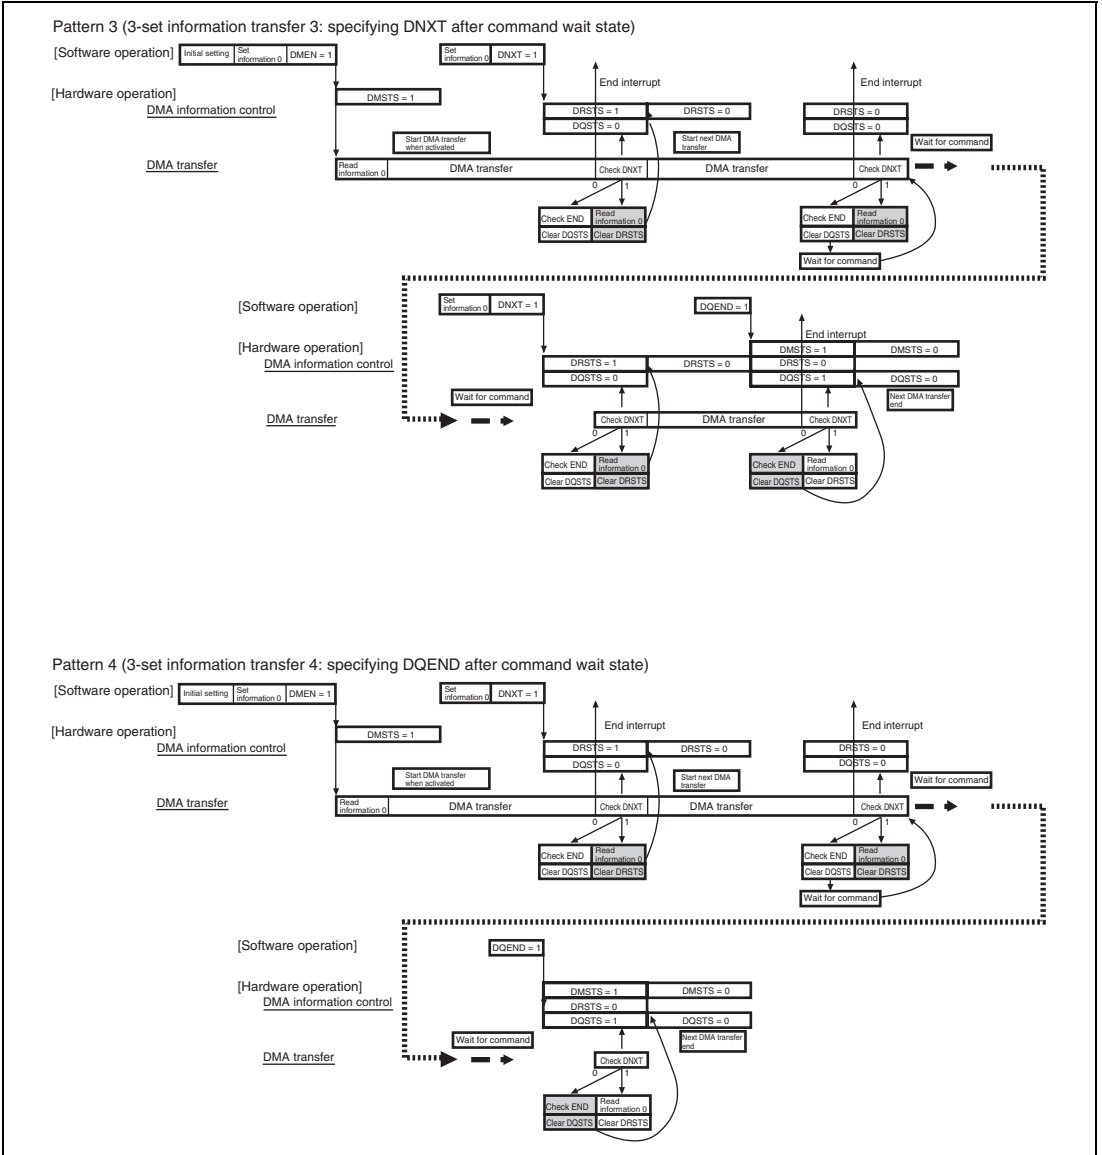 Pattern 3 (3-set information transfer 3: specifying DNXT after command wait state)
[Software operation]
Initial setting
Set
information 0
DMEN = 1
Set
information 0
DNXT = 1
End interrupt
End interrupt
[Hardware operation]
DMSTS = 1
DMA information control
DRSTS = 1
DRSTS = 0
DRSTS = 0
DQSTS = 0
DQSTS = 0
Start DMA transfer
when activated
Start next DMA
transfer
Wait for command
DMA transfer
Read
information 0
DMA transfer
Check DNXT
DMA transfer
Check DNXT
0
1
0
1
Check END
Read
information 0
Clear DQSTS
Clear DRSTS
Check END
Read
information 0
Clear DQSTS
Clear DRSTS
Wait for command
[Software operation]
Set
information 0
DNXT = 1
DQEND = 1
End interrupt
[Hardware operation]
DMSTS = 1
DMSTS = 0
DMA information control
DRSTS = 1
DRSTS = 0
DRSTS = 0
DQSTS = 0
DQSTS = 1
DQSTS = 0
Wait for command
Next DMA transfer
end
DMA transfer
Check DNXT
DMA transfer
Check DNXT
0
1
0
1
Check END
Read
information 0
Clear DQSTS
Clear DRSTS
Check END
Read
information 0
Clear DQSTS
Clear DRSTS
Pattern 4 (3-set information transfer 4: specifying DQEND after command wait state)
[Software operation]
Initial setting
Set
information 0
DMEN = 1
Set
information 0
DNXT = 1
End interrupt
End interrupt
[Hardware operation]
DMSTS = 1
DMA information control
DRSTS = 1
DRSTS = 0
DRSTS = 0
DQSTS = 0
DQSTS = 0
Start DMA transfer
when activated
Start next DMA
transfer
Wait for command
DMA transfer
Read
information 0
DMA transfer
Check DNXT
DMA transfer
Check DNXT
0
1
0
1
Check END
Read
information 0
Clear DQSTS
Clear DRSTS
Check END
Read
information 0
Clear DQSTS
Clear DRSTS
Wait for command
[Software operation]
DQEND = 1
[Hardware operation]
DMSTS = 1
DMSTS = 0
DMA information control
DRSTS = 0
DQSTS = 1
DQSTS = 0
Wait for command
Next DMA transfer
end
DMA transfer
Check DNXT
0
1
Check END
Read
information 0
Clear DQSTS
Clear DRSTS